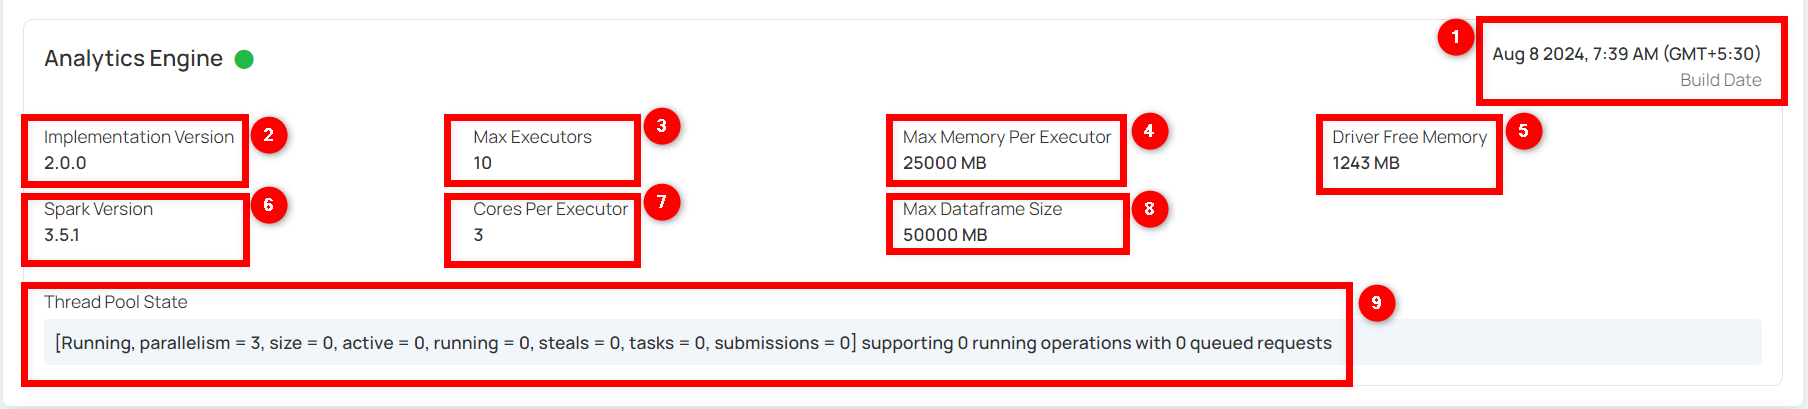 Analytics Engine
1
Aug 8 2024, 7:39 AM (GMT+5:30)
Build Date
Implementation Version
2.0.0
2
Max Executors
10
3
Max Memory Per Executor
25000 MB
4
Driver Free Memory
1243 MB
5
Spark Version
3.5.1
6
Cores Per Executor
3
7
Max Dataframe Size
50000 MB
8
Thread Pool State
[Running, parallelism = 3, size = 0, active = 0, running = 0, steals = 0, tasks = 0, submissions = 0] supporting 0 running operations with 0 queued requests
9